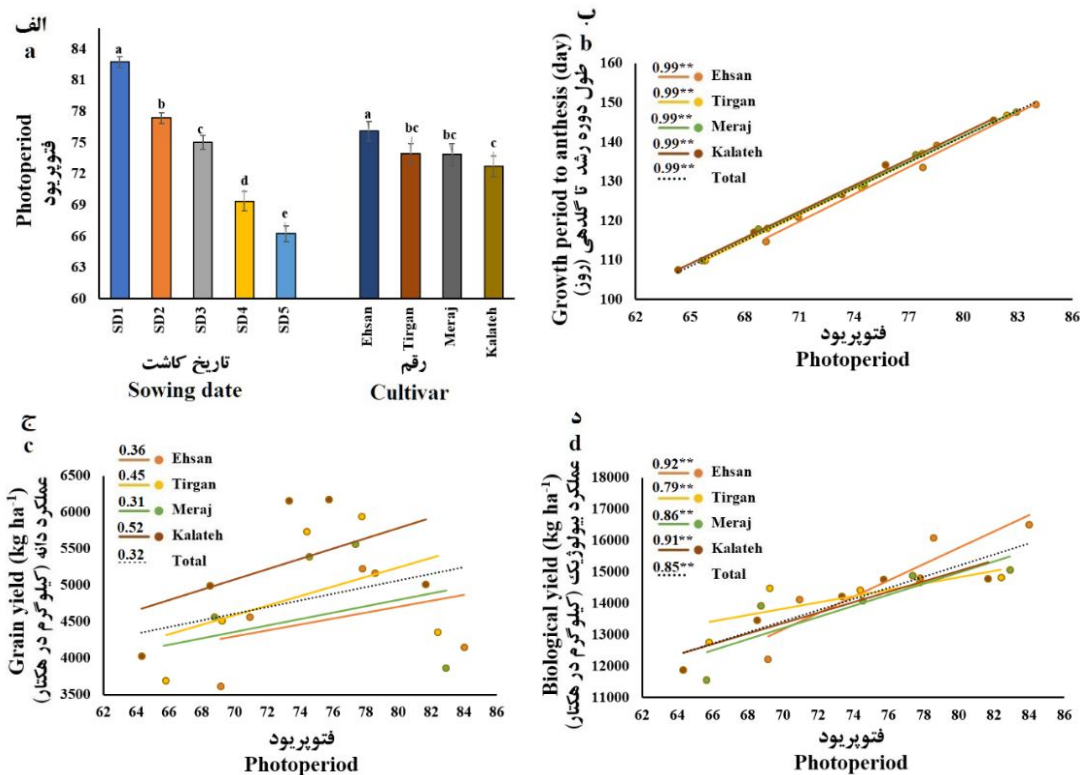 الف
a
84
81
78
75
72
69
66
63
60
Photoperiod
فتوپریود
a
b
c
d
e
a
bc
bc
c
SD1
SD2
SD3
SD4
SD5
Ehsan
Tirgan
Meraj
Kalateh
تاریخ کاشت
Sowing date
رقم
Cultivar
ب
b
Growth period to anthesis (day)
طول دوره رشد تا گلدهی (روز)
160
150
140
130
120
110
100
0.99** Ehsan
0.99** Tirgan
0.99** Meraj
0.99** Kalateh
0.99** Total
62 65 68 71 74 77 80 83 86
فتوپریود
Photoperiod
ج
c
Grain yield (kg ha⁻¹)
عملکرد دانه (کیلوگرم در هکتار)
6500
6000
5500
5000
4500
4000
3500
0.36 Ehsan
0.45 Tirgan
0.31 Meraj
0.52 Kalateh
0.32 Total
62 64 66 68 70 72 74 76 78 80 82 84 86
فتوپریود
Photoperiod
d
Biological yield (kg ha⁻¹)
عملکرد بیولوژیک (کیلوگرم در هکتار)
18000
17000
16000
15000
14000
13000
12000
11000
0.92** Ehsan
0.79** Tirgan
0.86** Meraj
0.91** Kalateh
0.85** Total
62 64 66 68 70 72 74 76 78 80 82 84 86
فتوپریود
Photoperiod